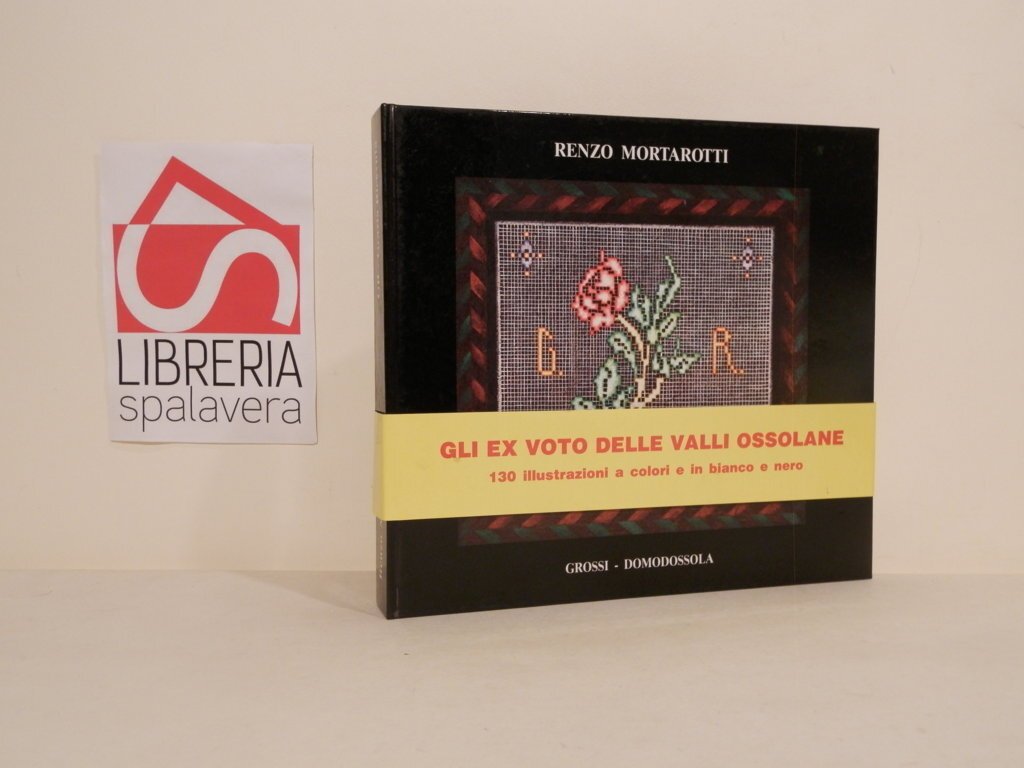 LIBRERIA
spalavera
RENZO MORTAROTTI
G. R.
GLI EX VOTO DELLE VALLI OSSOLANE
130 illustrazioni a colori e in bianco e nero
GROSSI - DOMODOSSOLA